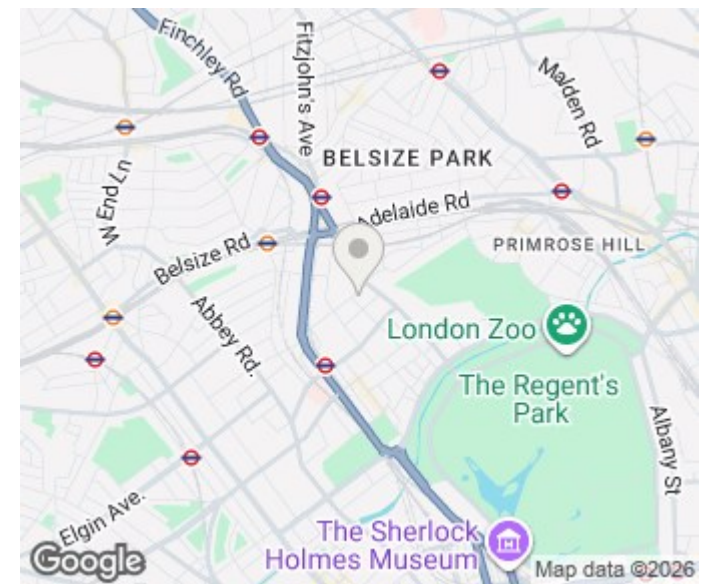 Finchley Rd
Fitzjohn's Ave
Malden Rd
W End Ln
BELSIZE PARK
Adelaide Rd
Belsize Rd
PRIMROSE HILL
Abbey Rd.
London Zoo
The Regent's
Park
Albany St
Elgin Ave.
The Sherlock
Holmes Museum
Google
Map data ©2026